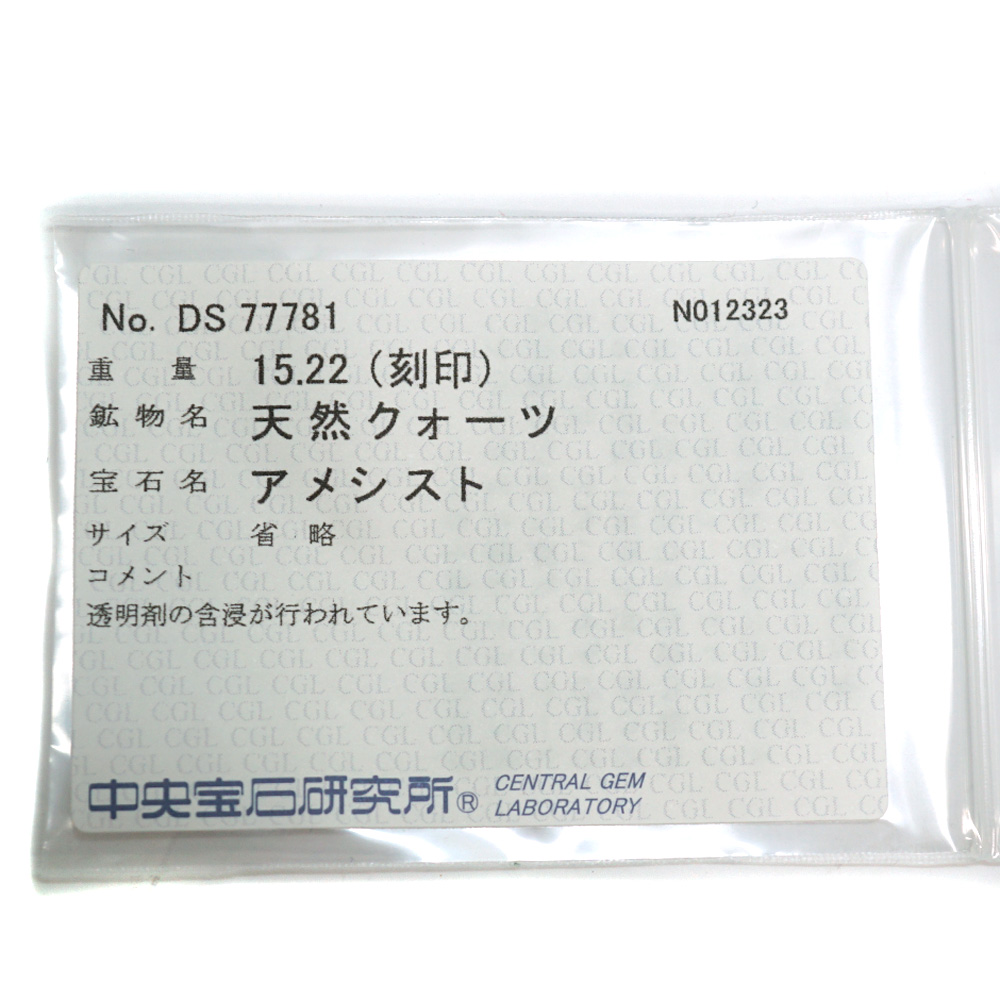 No. DS 77781 N012323
重量 15.22 (刻印)
鉱物名 天然クォーツ
宝石名 アメシスト
サイズ 省略
コメント
透明剤の含浸が行われています。
中央宝石研究所® CENTRAL GEM
LABORATORY